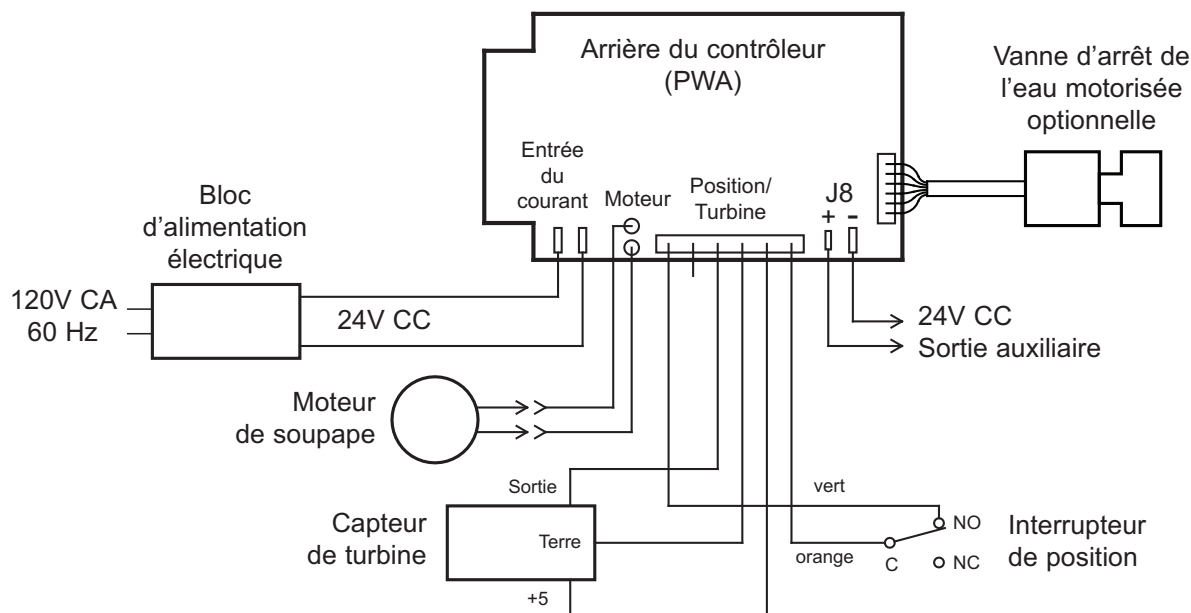 Arrière du contrôleur
(PWA)
Vanne d'arrêt de
l'eau motorisée
optionnelle
Entrée
du
courant
Moteur
Position/
Turbine
J8
+ -
Bloc
d'alimentation
électrique
120V CA
60 Hz
24V CC
24V CC
Sortie auxiliaire
Moteur
de soupape
Sortie
Capteur
de turbine
Terre
+5
vert
orange
NO
C
NC
Interrupteur
de position